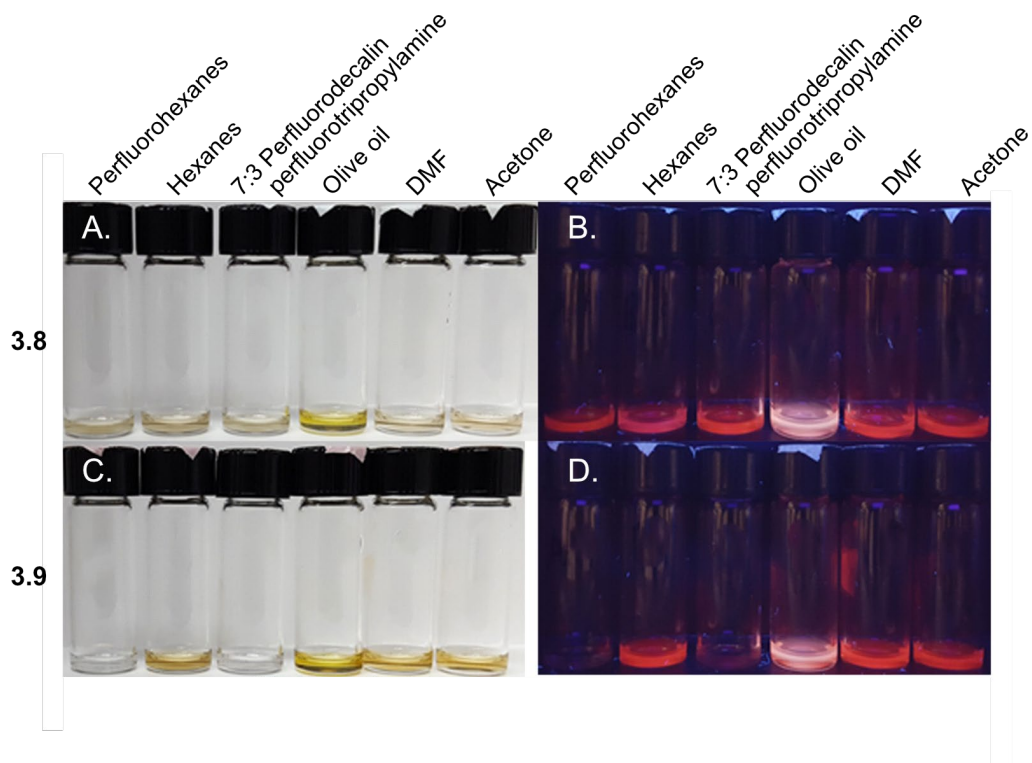 Perfluorohexanes
Hexanes
7:3 Perfluorodecalin
perfluorotripropylamine
Olive oil
DMF
Acetone
Perfluorohexanes
Hexanes
7:3 Perfluorodecalin
perfluorotripropylamine
Olive oil
DMF
Acetone
A.
B.
3.8
C.
D.
3.9